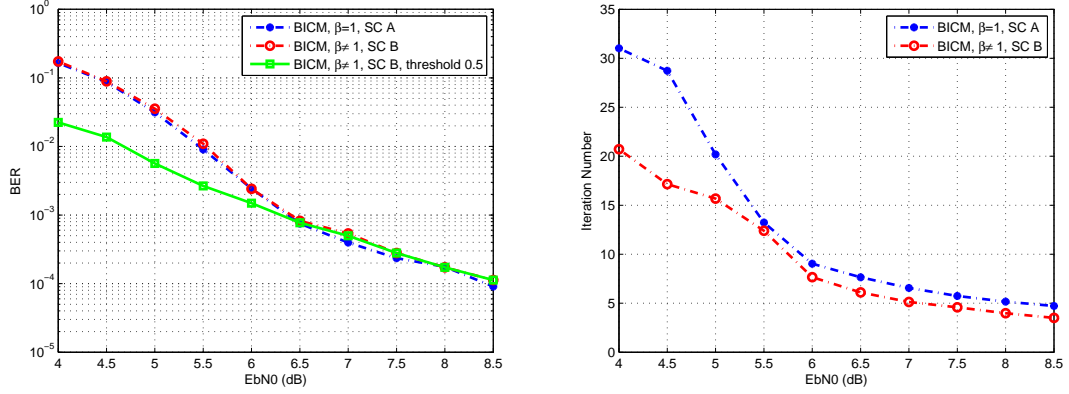 10^0
10^-1
10^-2
10^-3
10^-4
10^-5
BER
4 4.5 5 5.5 6 6.5 7 7.5 8 8.5
EbN0 (dB)
BICM, β=1, SC A
BICM, β≠ 1, SC B
BICM, β≠ 1, SC B, threshold 0.5
35
30
25
20
15
10
5
0
Iteration Number
4 4.5 5 5.5 6 6.5 7 7.5 8 8.5
EbN0 (dB)
BICM, β=1, SC A
BICM, β≠ 1, SC B